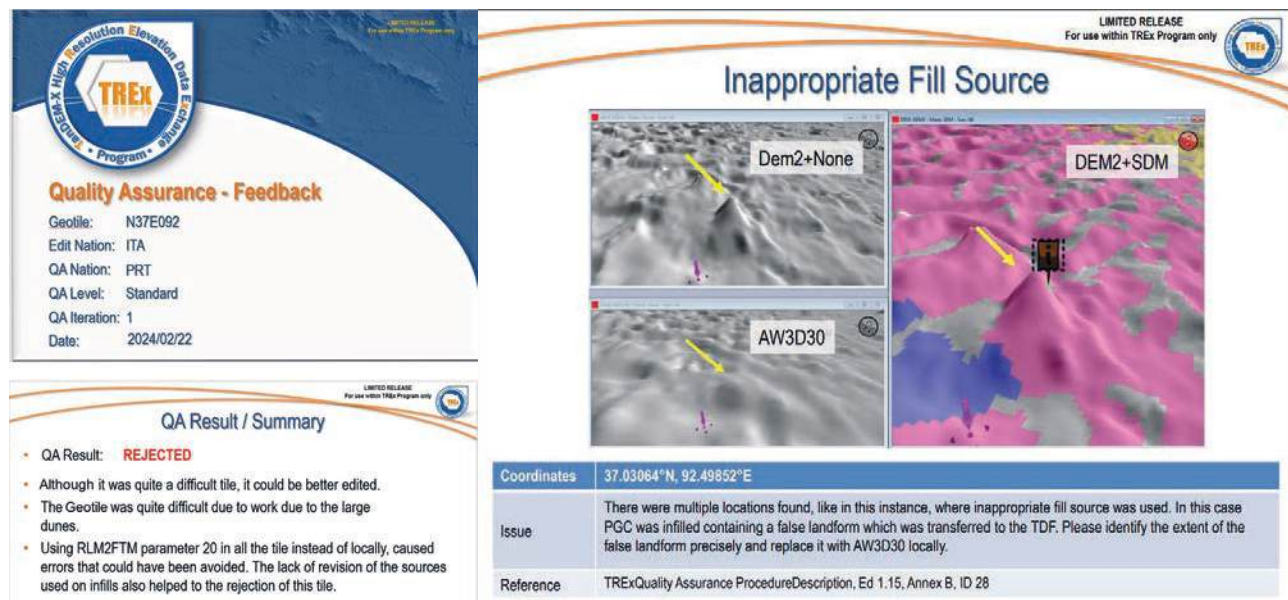 LIMITED RELEASE
For use within TREx Program only
TanDEM-X High Resolution Elevation Data Exchange
TREx
• Program •
Quality Assurance - Feedback
Geotile: N37E092
Edit Nation: ITA
QA Nation: PRT
QA Level: Standard
QA Iteration: 1
Date: 2024/02/22
LIMITED RELEASE
For use within TREx Program only
TREx
QA Result / Summary
• QA Result: REJECTED
• Although it was quite a difficult tile, it could be better edited.
• The Geotile was quite difficult due to work due to the large
dunes.
• Using RLM2FTM parameter 20 in all the tile instead of locally, caused
errors that could have been avoided. The lack of revision of the sources
used on infills also helped to the rejection of this tile.
LIMITED RELEASE
For use within TREx Program only
TREx
Inappropriate Fill Source
Dem2+None
AW3D30
DEM2+SDM
Coordinates 37.03064°N, 92.49852°E
Issue
There were multiple locations found, like in this instance, where inappropriate fill source was used. In this case
PGC was infilled containing a false landform which was transferred to the TDF. Please identify the extent of the
false landform precisely and replace it with AW3D30 locally.
Reference TRExQuality Assurance ProcedureDescription, Ed 1.15, Annex B, ID 28